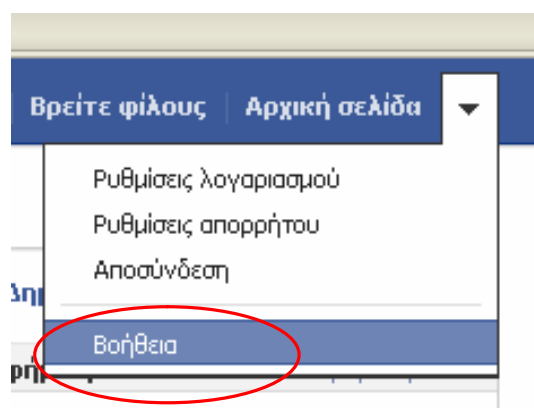 Βρείτε φίλους Αρχική σελίδα
Ρυθμίσεις λογαριασμού
Ρυθμίσεις απορρήτου
Αποσύνδεση
Βοήθεια